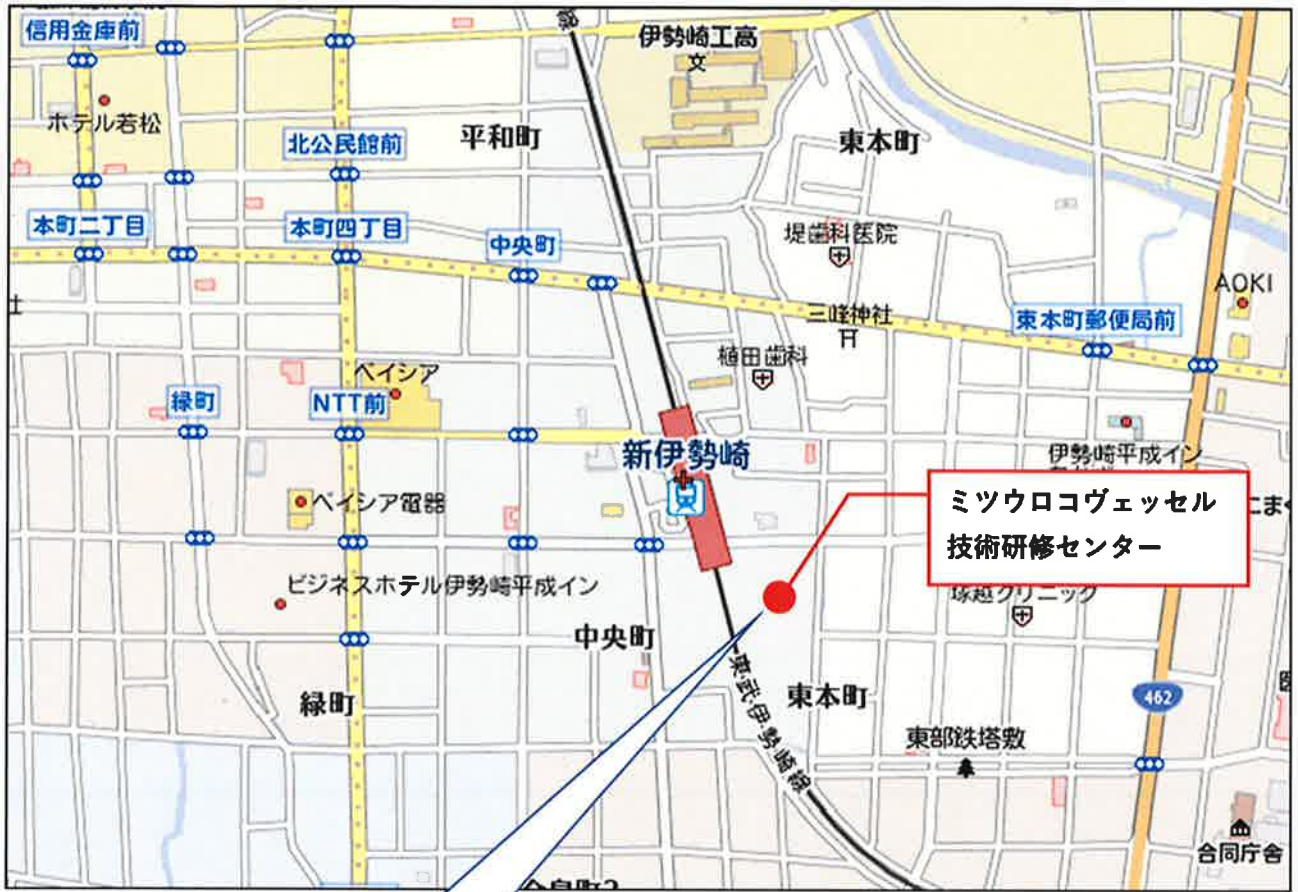 信用金庫前
伊勢崎工高
文
ホテル若松
北公民館前
平和町
東本町
本町二丁目
本町四丁目
中央町
堤歯科医院
AOKI
三峰神社
東本町郵便局前
植田歯科
ベイシア
緑町
NTT前
新伊勢崎
伊勢崎平成イン
ミツウロコヴェッセル
技術研修センター
ベイシア電器
ビジネスホテル伊勢崎平成イン
塚越クリニック
中央町
東武伊勢崎線
東本町
緑町
462
東部鉄塔敷
合同庁舎